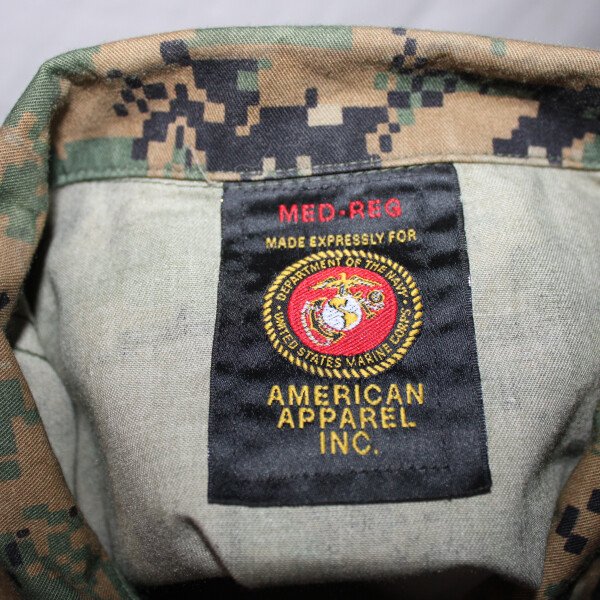 MED-REG
MADE EXPRESSLY FOR
DEPARTMENT OF THE NAVY
UNITED STATES MARINE CORPS
AMERICAN
APPAREL
INC.